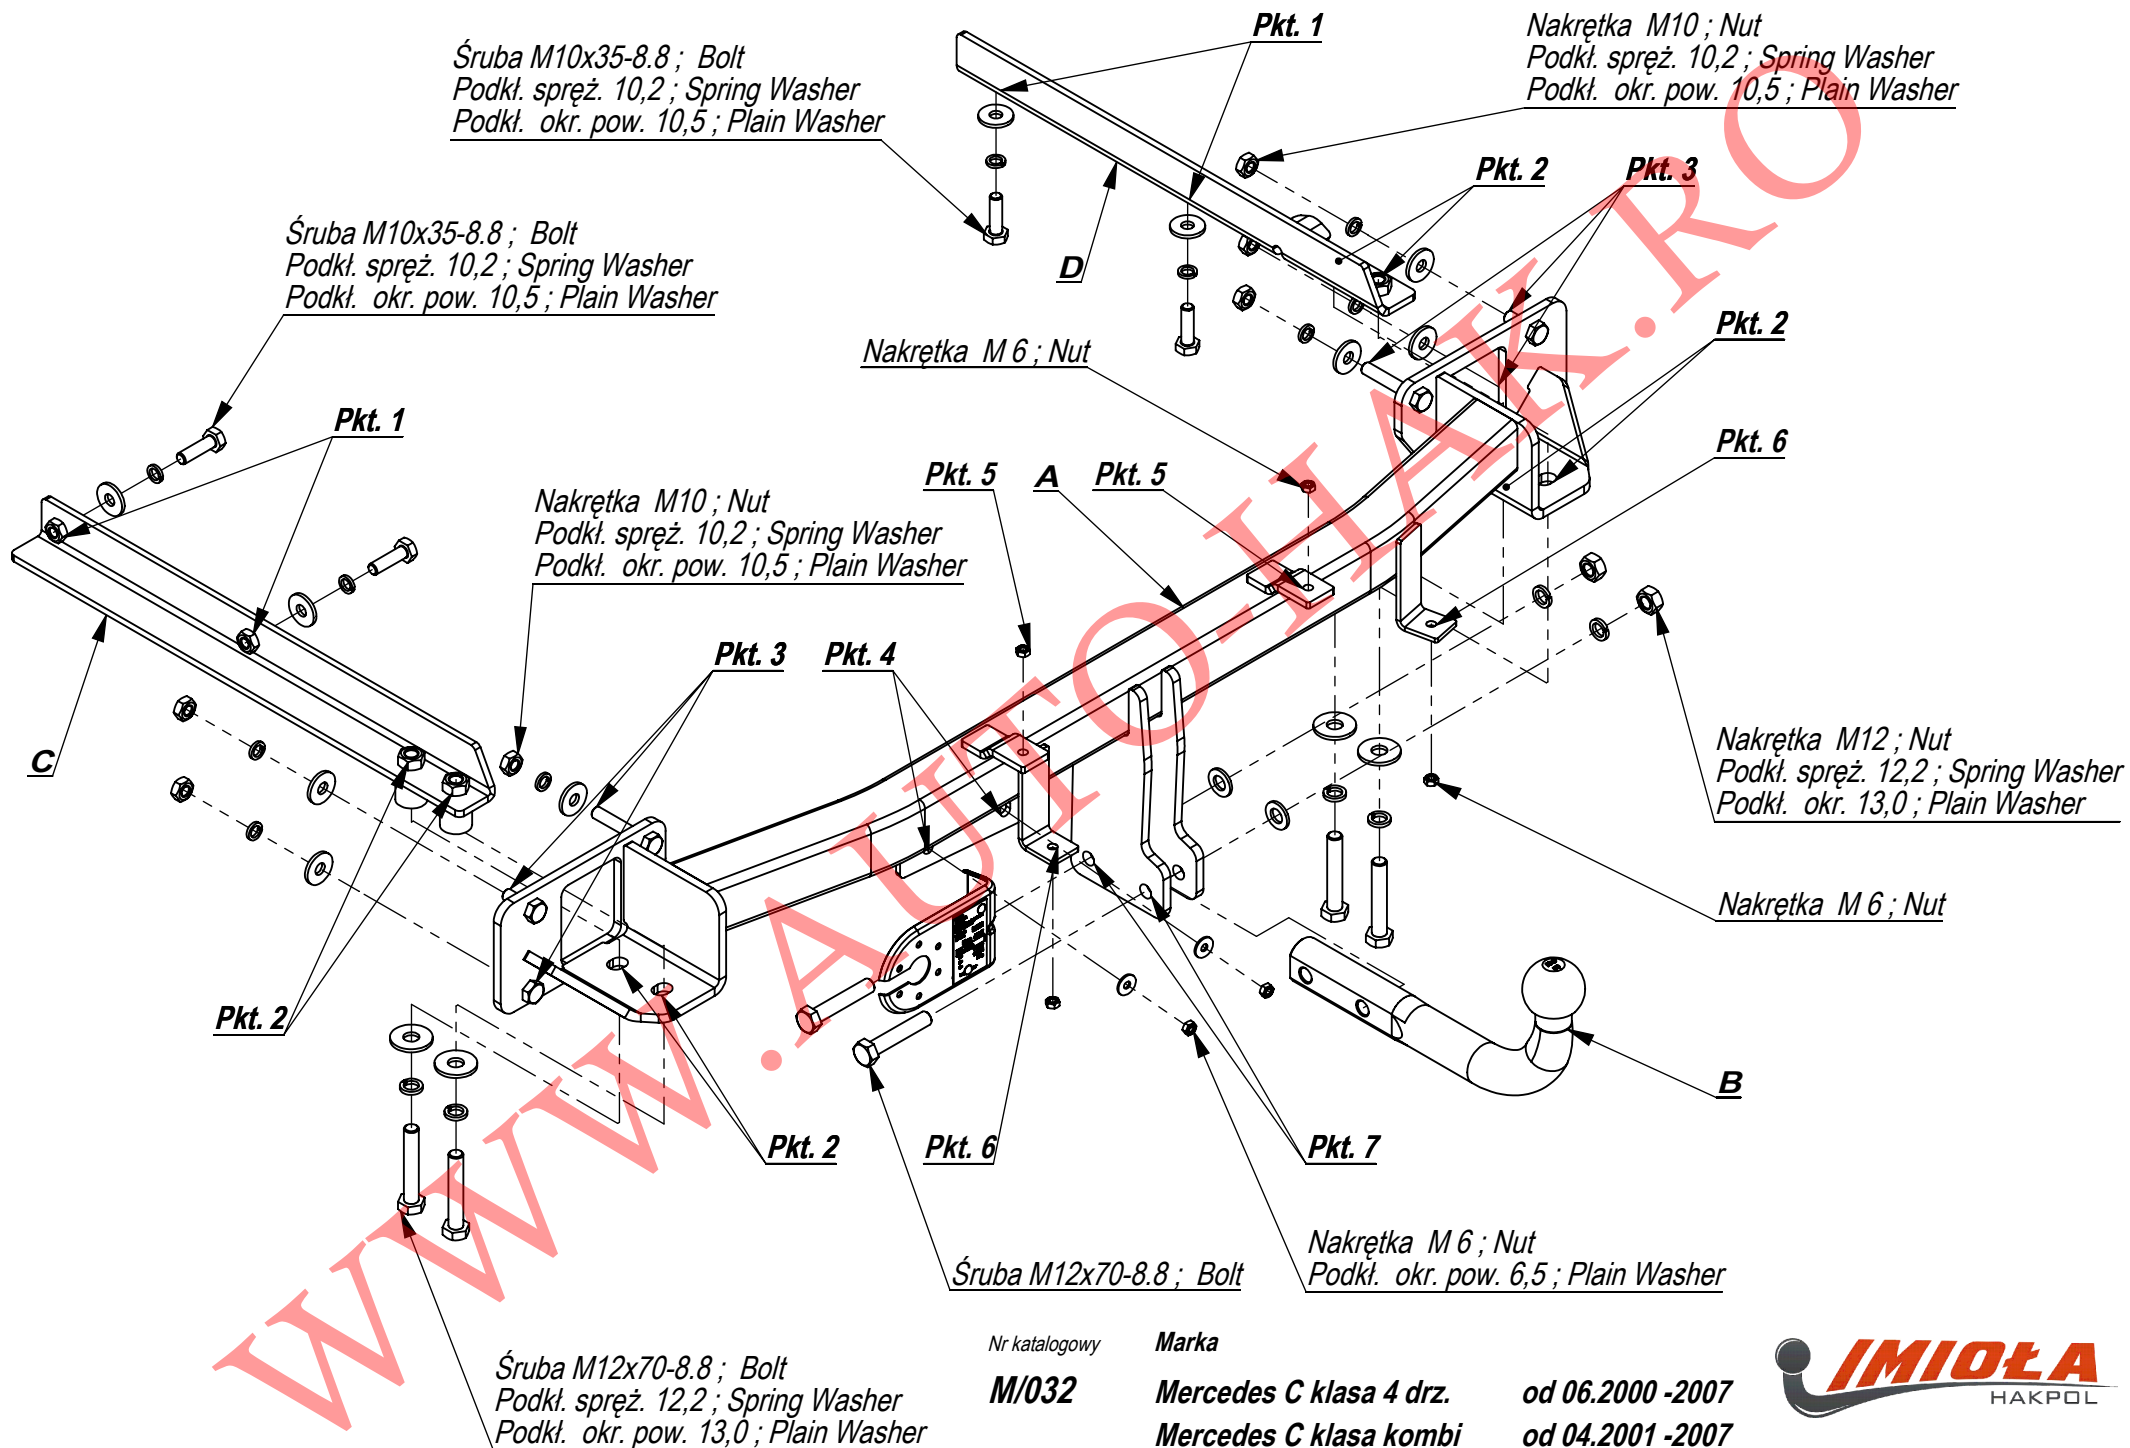 Pkt. 1
Nakrętka M10 ; Nut
Podkł. spręż. 10,2 ; Spring Washer
Podkł. okr. pow. 10,5 ; Plain Washer
Śruba M10x35-8.8 ; Bolt
Podkł. spręż. 10,2 ; Spring Washer
Podkł. okr. pow. 10,5 ; Plain Washer
Pkt. 2
Pkt. 3
Śruba M10x35-8.8 ; Bolt
Podkł. spręż. 10,2 ; Spring Washer
Podkł. okr. pow. 10,5 ; Plain Washer
D
Pkt. 2
Nakrętka M 6 ; Nut
Pkt. 1
Pkt. 6
Pkt. 5
A
Pkt. 5
Nakrętka M10 ; Nut
Podkł. spręż. 10,2 ; Spring Washer
Podkł. okr. pow. 10,5 ; Plain Washer
Pkt. 3
Pkt. 4
C
Nakrętka M12 ; Nut
Podkł. spręż. 12,2 ; Spring Washer
Podkł. okr. 13,0 ; Plain Washer
Nakrętka M 6 ; Nut
Pkt. 2
B
Pkt. 2
Pkt. 6
Pkt. 7
Nakrętka M 6 ; Nut
Podkł. okr. pow. 6,5 ; Plain Washer
Śruba M12x70-8.8 ; Bolt
Śruba M12x70-8.8 ; Bolt
Podkł. spręż. 12,2 ; Spring Washer
Podkł. okr. pow. 13,0 ; Plain Washer
Nr katalogowy Marka
M/032 Mercedes C klasa 4 drz. od 06.2000 -2007
Mercedes C klasa kombi od 04.2001 -2007
IMIOŁA
HAKPOL
WWW.AUTO-HAK.RO